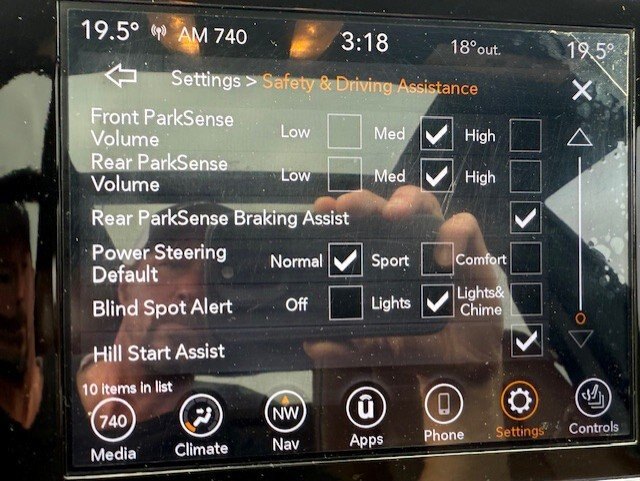 19.5° AM 740 3:18 18°out. 19.5°
Settings > Safety & Driving Assistance
Front ParkSense
Volume Low Med High
Rear ParkSense
Volume Low Med High
Rear ParkSense Braking Assist
Power Steering
Default Normal Sport Comfort
Blind Spot Alert Off Lights Lights&
Chime
Hill Start Assist
10 items in list
740 NW u
Media Climate Nav Apps Phone Settings Controls